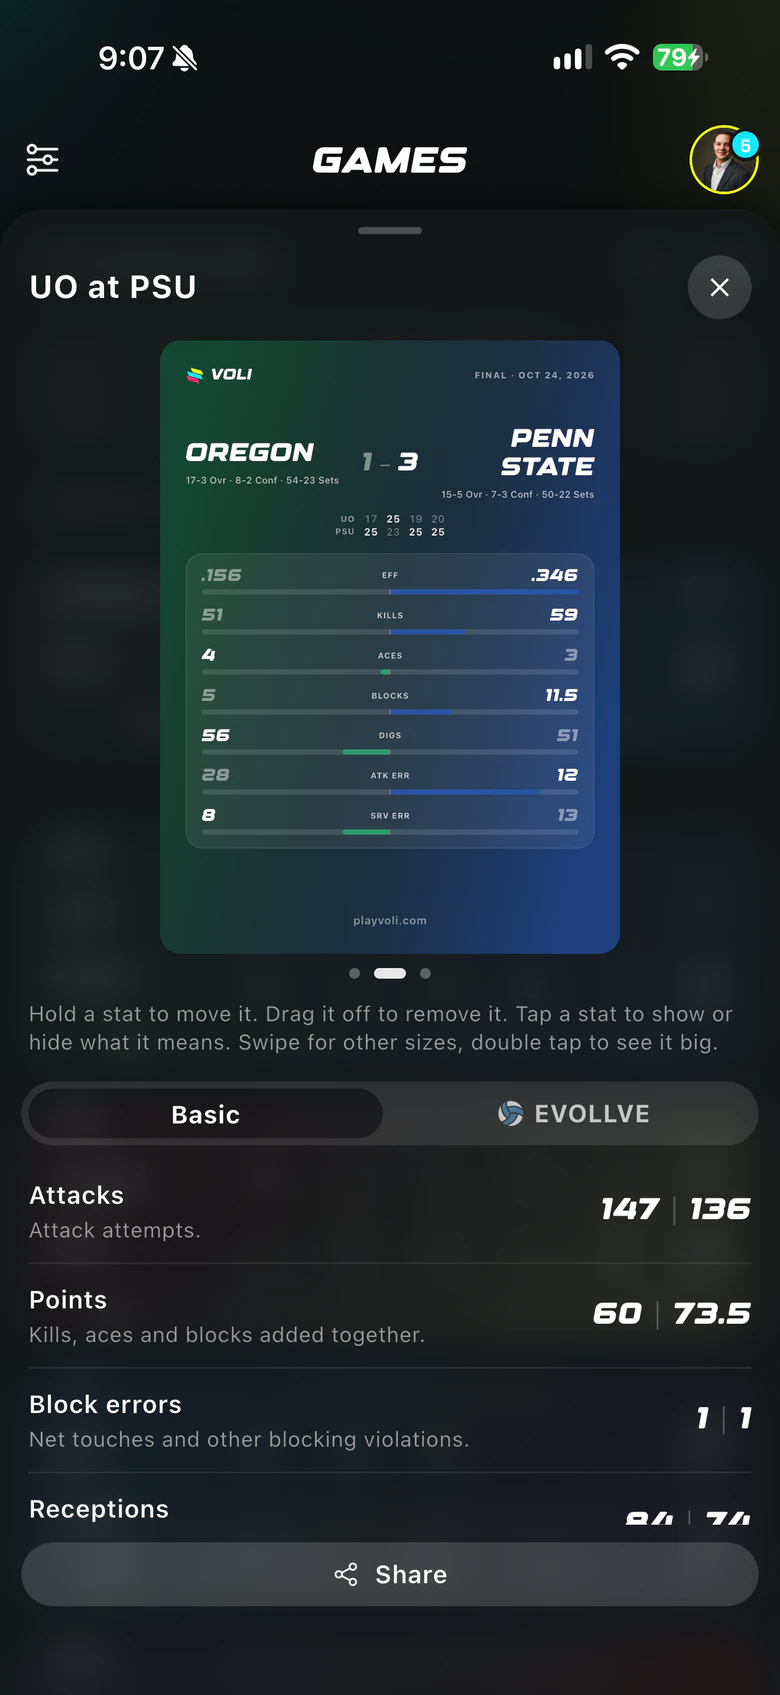 9:07
79
GAMES
5
UO at PSU
VOLI
FINAL · OCT 24, 2026
OREGON
17-3 Ovr · 8-2 Conf · 54-23 Sets
1 – 3
PENN
STATE
15-5 Ovr · 7-3 Conf · 50-22 Sets
UO 17 25 19 20
PSU 25 23 25 25
.156 EFF .346
51 KILLS 59
4 ACES 3
5 BLOCKS 11.5
56 DIGS 51
28 ATK ERR 12
8 SRV ERR 13
playvoli.com
Hold a stat to move it. Drag it off to remove it. Tap a stat to show or
hide what it means. Swipe for other sizes, double tap to see it big.
Basic
EVOLLVE
Attacks
Attack attempts.
147 | 136
Points
Kills, aces and blocks added together.
60 | 73.5
Block errors
Net touches and other blocking violations.
1 | 1
Receptions
84 | 74
Share